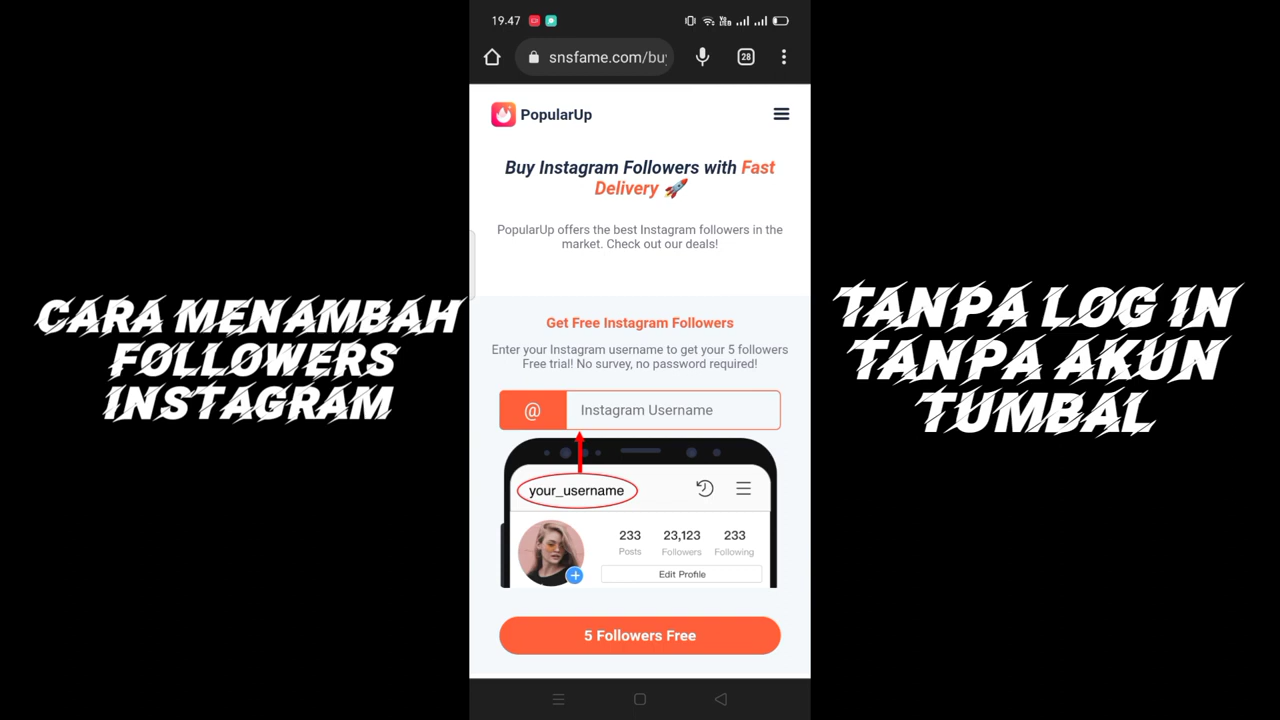 19.47
snsfame.com/buy
28
PopularUp
Buy Instagram Followers with Fast
Delivery 🚀
PopularUp offers the best Instagram followers in the
market. Check out our deals!
CARA MENAMBAH
FOLLOWERS
INSTAGRAM
TANPA LOG IN
TANPA AKUN
TUMBAL
Get Free Instagram Followers
Enter your Instagram username to get your 5 followers
Free trial! No survey, no password required!
@ Instagram Username
your_username
233 23,123 233
Posts Followers Following
Edit Profile
5 Followers Free